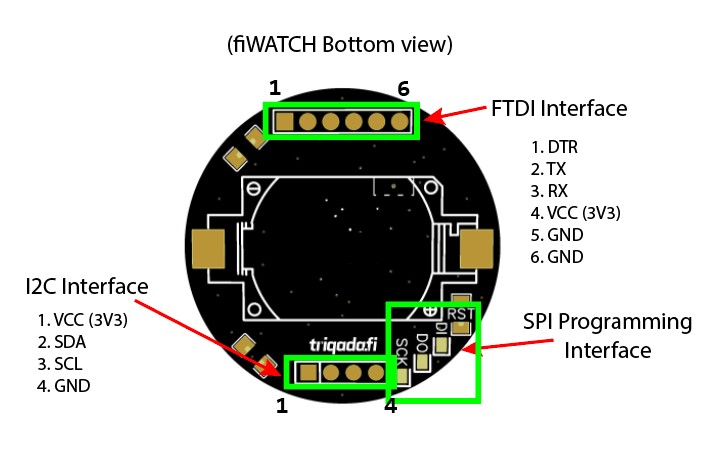 (fiWATCH Bottom view)
1 6
FTDI Interface
1. DTR
2. TX
3. RX
4. VCC (3V3)
5. GND
6. GND
I2C Interface
1. VCC (3V3)
2. SDA
3. SCL
4. GND
RST
DI
DO
SCK
SPI Programming
Interface
triqada.fi
1 4